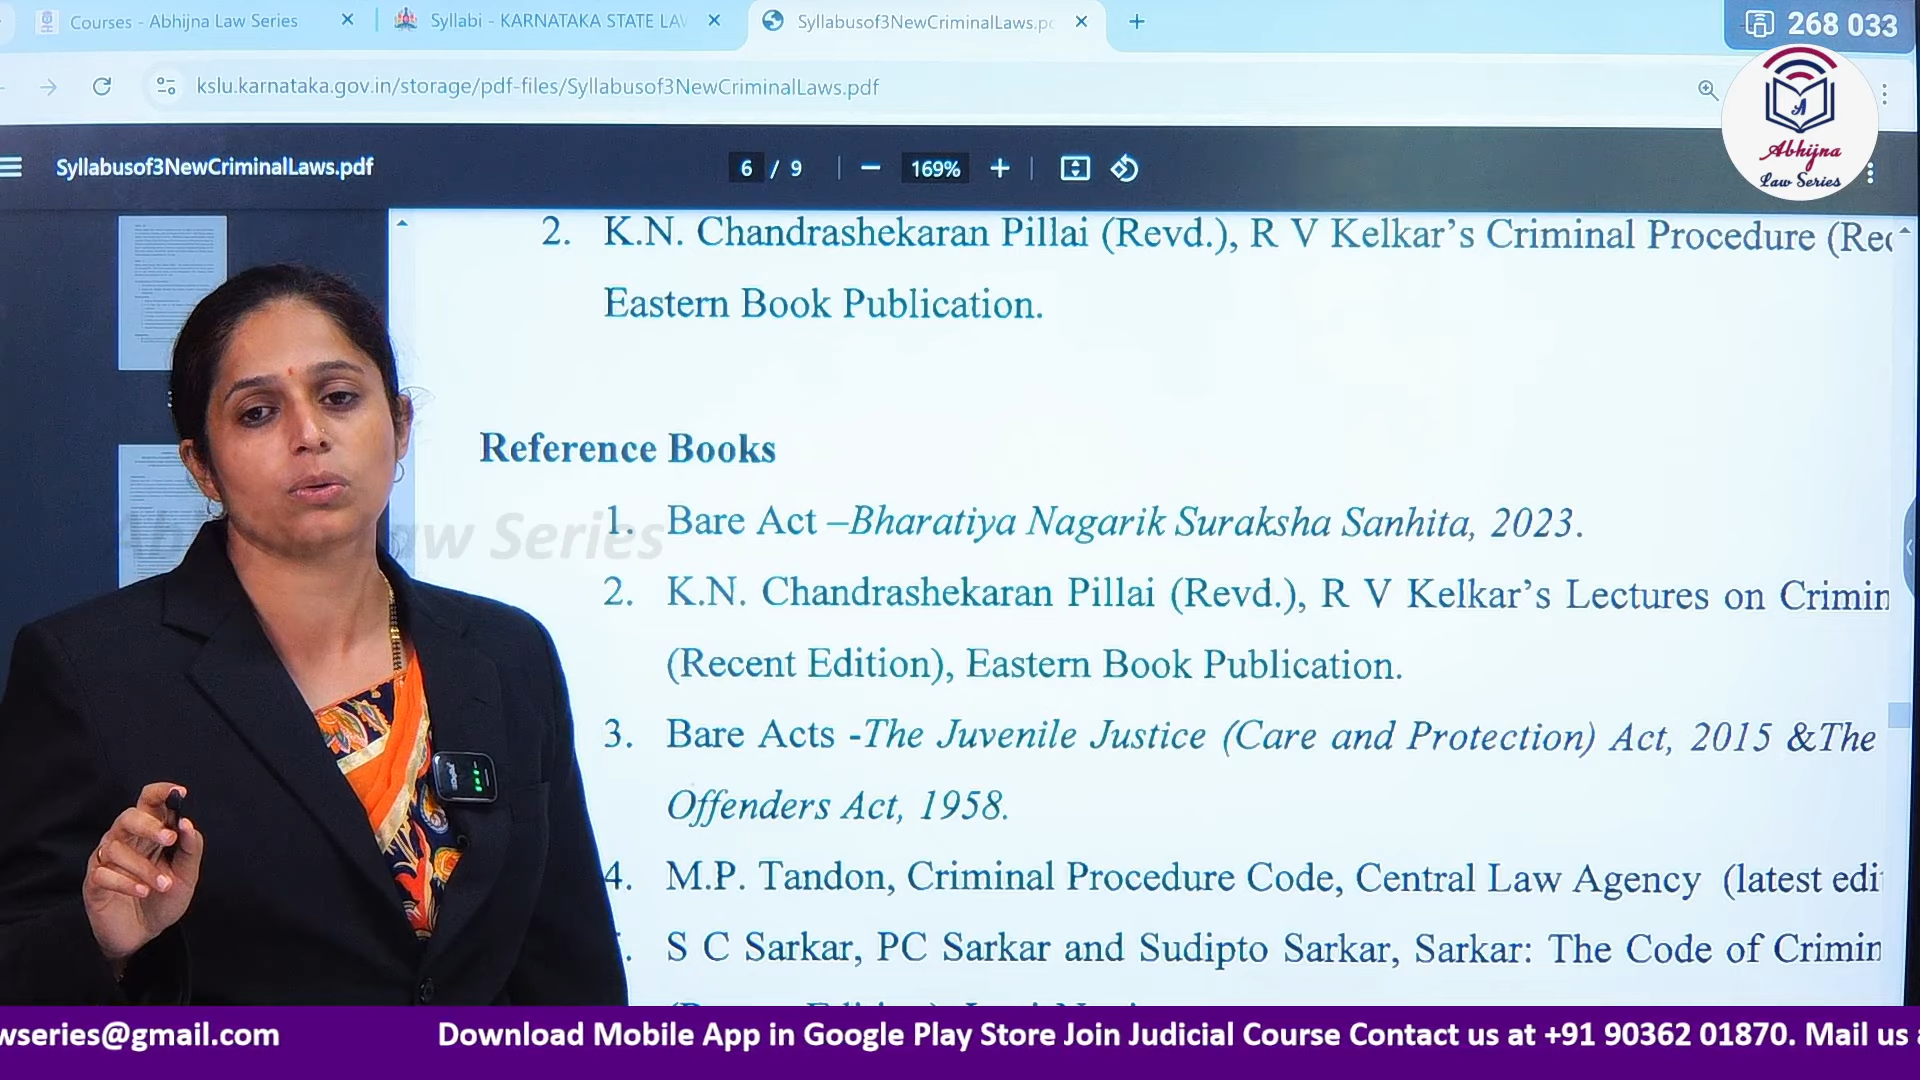 Courses - Abhijna Law Series
Syllabi - KARNATAKA STATE LAV
Syllabusof3NewCriminalLaws.pc
268 033
kslu.karnataka.gov.in/storage/pdf-files/Syllabusof3NewCriminalLaws.pdf
A
Abhijna
Law Series
Syllabusof3NewCriminalLaws.pdf
6 / 9
169%
2. K.N. Chandrashekaran Pillai (Revd.), R V Kelkar’s Criminal Procedure (Rec
Eastern Book Publication.
Reference Books
1. Bare Act –Bharatiya Nagarik Suraksha Sanhita, 2023.
Law Series
2. K.N. Chandrashekaran Pillai (Revd.), R V Kelkar’s Lectures on Crimin
(Recent Edition), Eastern Book Publication.
3. Bare Acts -The Juvenile Justice (Care and Protection) Act, 2015 &The
Offenders Act, 1958.
4. M.P. Tandon, Criminal Procedure Code, Central Law Agency (latest edi
S C Sarkar, PC Sarkar and Sudipto Sarkar, Sarkar: The Code of Crimin
wseries@gmail.com Download Mobile App in Google Play Store Join Judicial Course Contact us at +91 90362 01870. Mail us a